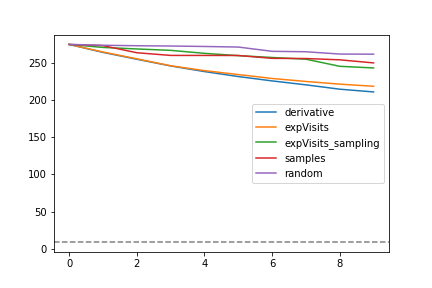 250
200
150
100
50
0
derivative
expVisits
expVisits_sampling
samples
random
0 2 4 6 8